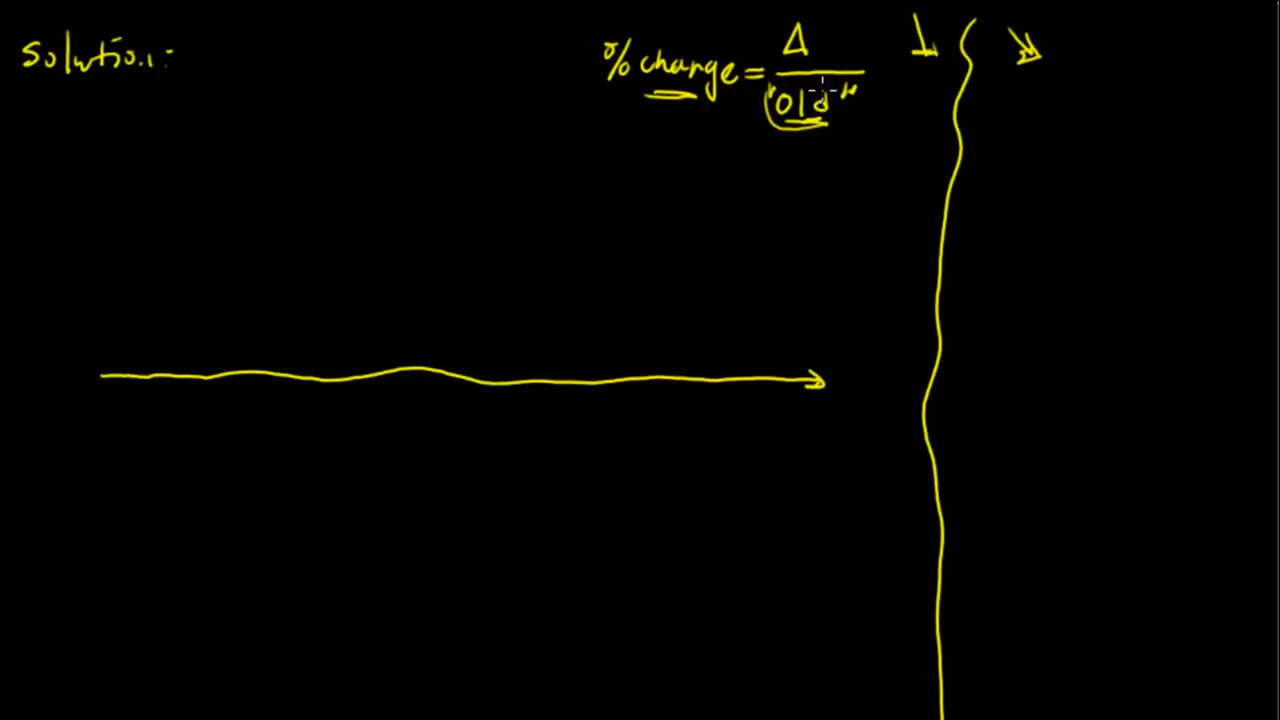 Solution:
% change = Δ / "Old"